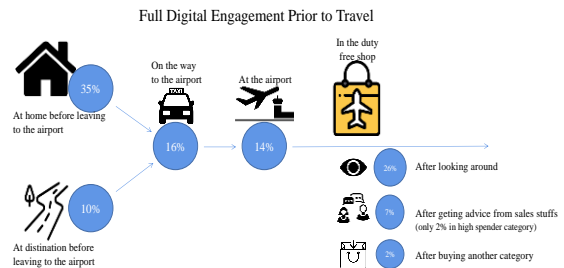 Full Digital Engagement Prior to Travel
35%
At home before leaving
to the airport
On the way
to the airport
TAXI
16%
At the airport
14%
In the duty
free shop
10%
At distination before
leaving to the airport
26%
After looking around
7%
After geting advice from sales stuffs
(only 2% in high spender category)
2%
After buying another category